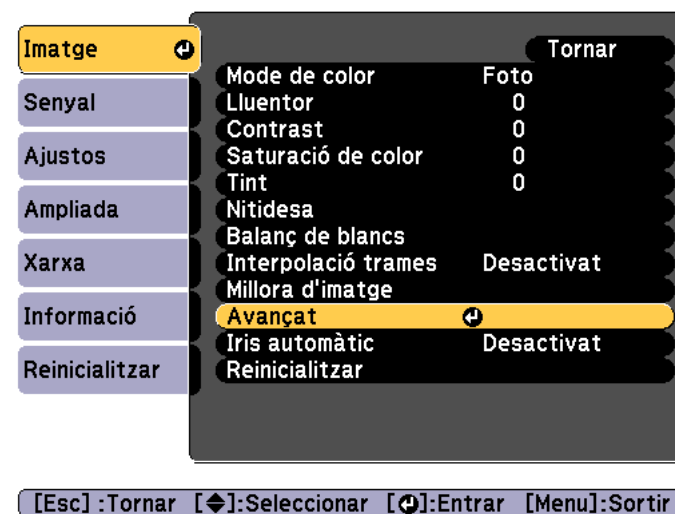 Imatge
Senyal
Ajustos
Ampliada
Xarxa
Informació
Reinicialitzar
Tornar
Mode de color Foto
Lluentor 0
Contrast 0
Saturació de color 0
Tint 0
Nitidesa
Balanç de blancs
Interpolació trames Desactivat
Millora d'imatge
Avançat
Iris automàtic Desactivat
Reinicialitzar
[Esc] :Tornar [◆]:Seleccionar [↵]:Entrar [Menu]:Sortir